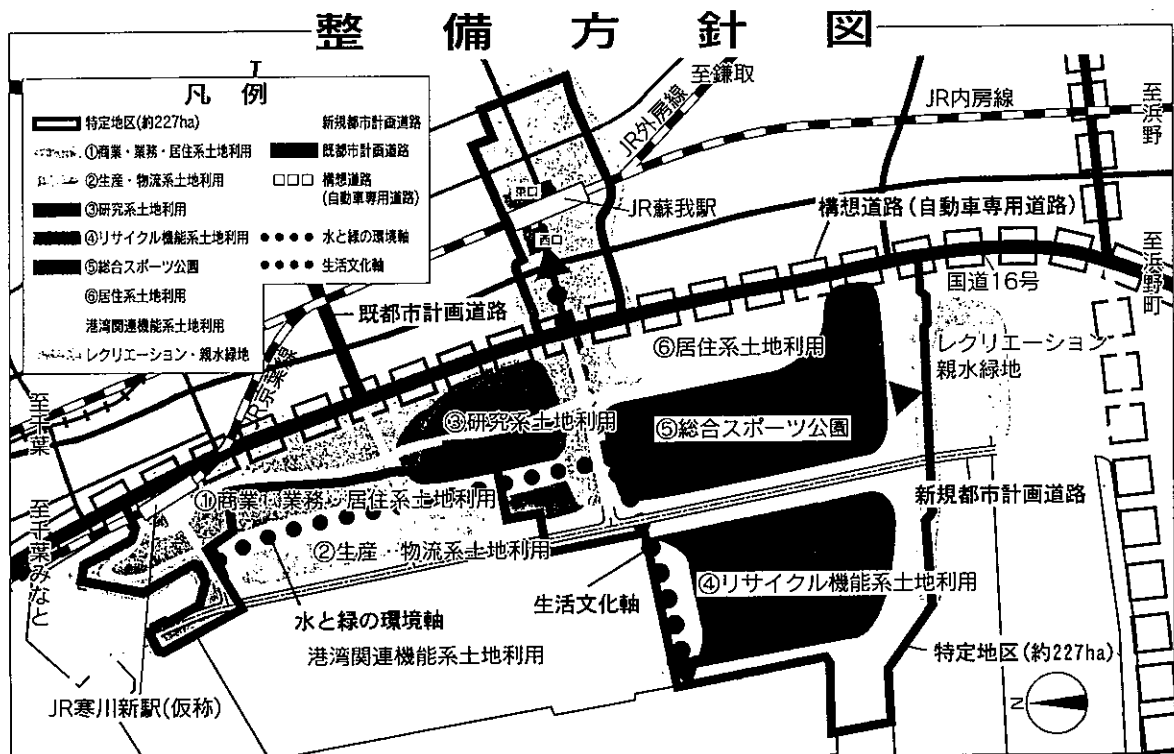 整備方針図
凡例
特定地区(約227ha)
①商業・業務・居住系土地利用
②生産・物流系土地利用
③研究系土地利用
④リサイクル機能系土地利用
⑤総合スポーツ公園
⑥居住系土地利用
港湾関連機能系土地利用
レクリエーション・親水緑地
新規都市計画道路
既都市計画道路
構想道路
(自動車専用道路)
水と緑の環境軸
生活文化軸
至鎌取
JR外房線
JR内房線
至浜野
東口
JR蘇我駅
西口
構想道路(自動車専用道路)
国道16号
至浜野町
既都市計画道路
JR京葉線
至千葉
⑥居住系土地利用
レクリエーション
親水緑地
③研究系土地利用
⑤総合スポーツ公園
①商業・業務・居住系土地利用
新規都市計画道路
②生産・物流系土地利用
至千葉みなと
④リサイクル機能系土地利用
生活文化軸
水と緑の環境軸
港湾関連機能系土地利用
特定地区(約227ha)
JR寒川新駅(仮称)
N